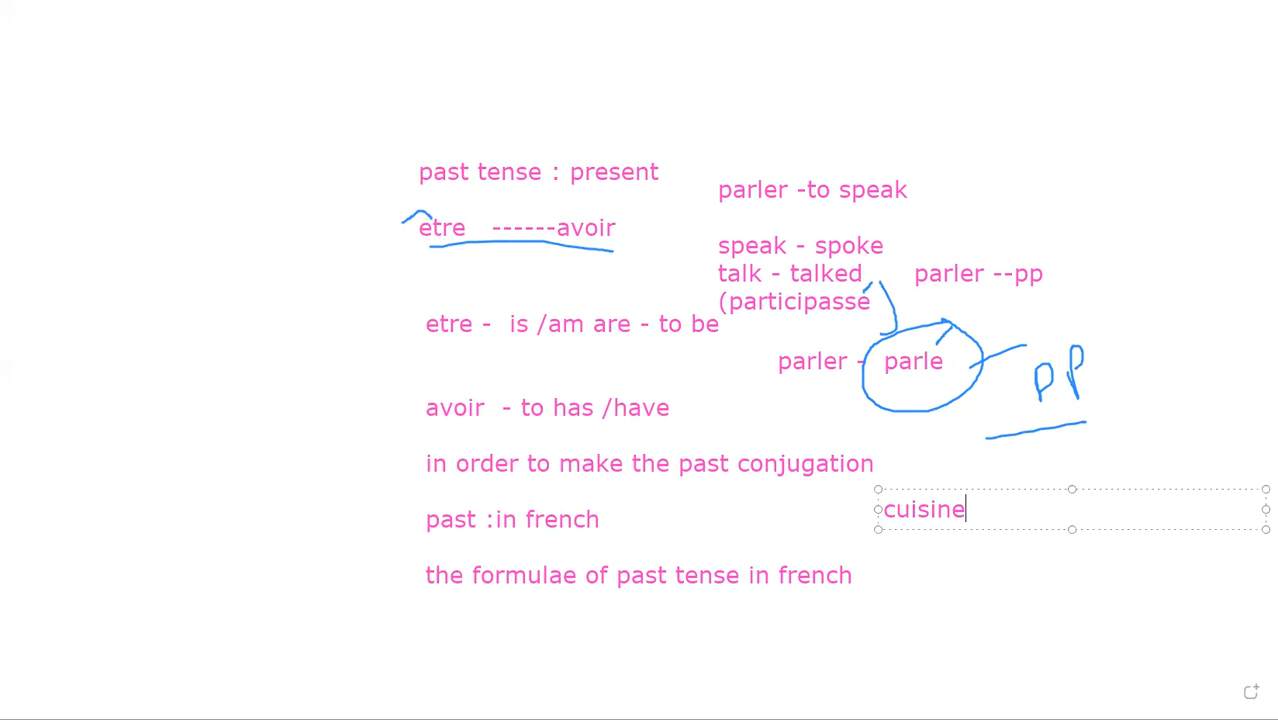 past tense : present
etre ------avoir
parler -to speak
speak - spoke
talk - talked
(participassé
parler --pp
etre - is /am are - to be
parler - parle
pp
avoir - to has /have
in order to make the past conjugation
cuisine
past :in french
the formulae of past tense in french